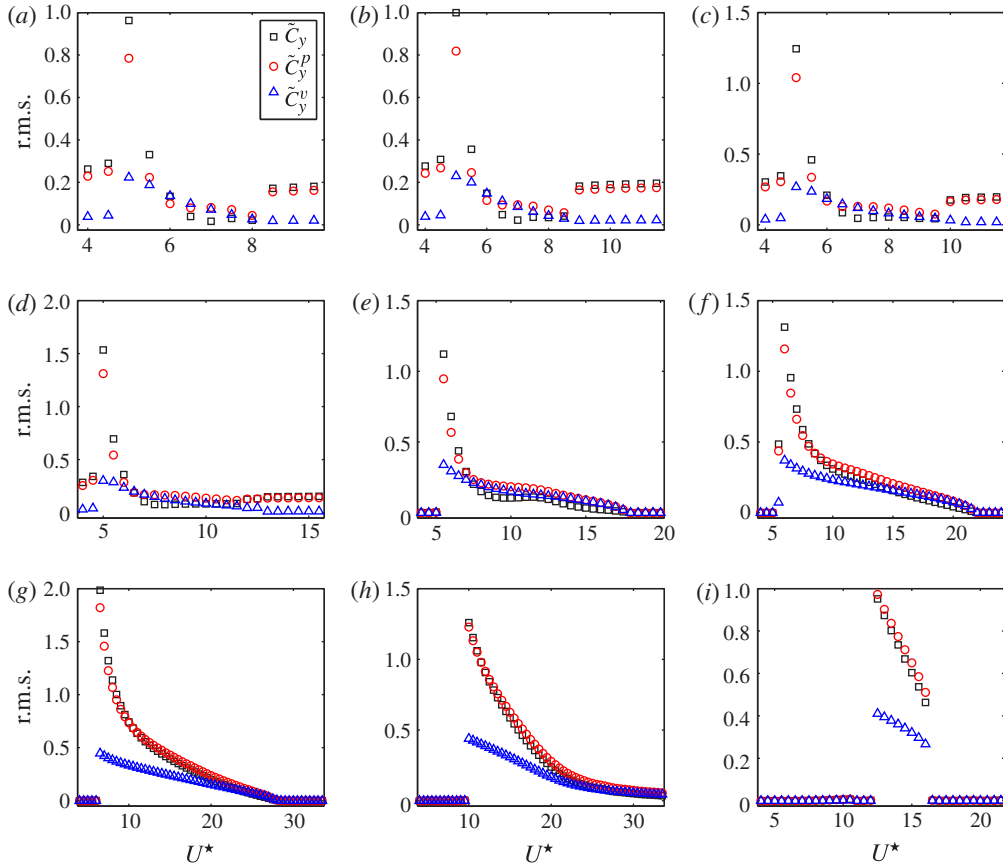 (a) (b) (c)
1.0 1.0 1.5
C̃y
C̃y^p
C̃y^v
0.8 0.8
1.0
0.6 0.6
r.m.s.
0.4 0.4
0.5
0.2 0.2
0 0 0
4 6 8 4 6 8 10 4 6 8 10
(d) (e) (f)
2.0 1.5 1.5
1.5
1.0 1.0
r.m.s.
1.0
0.5 0.5
0.5
0 0 0
5 10 15 5 10 15 20 5 10 15 20
(g) (h) (i)
2.0 1.5 1.0
0.8
1.5
1.0
0.6
r.m.s.
1.0
0.4
0.5
0.5
0.2
0 0 0
10 20 30 10 20 30 5 10 15 20
U★ U★ U★